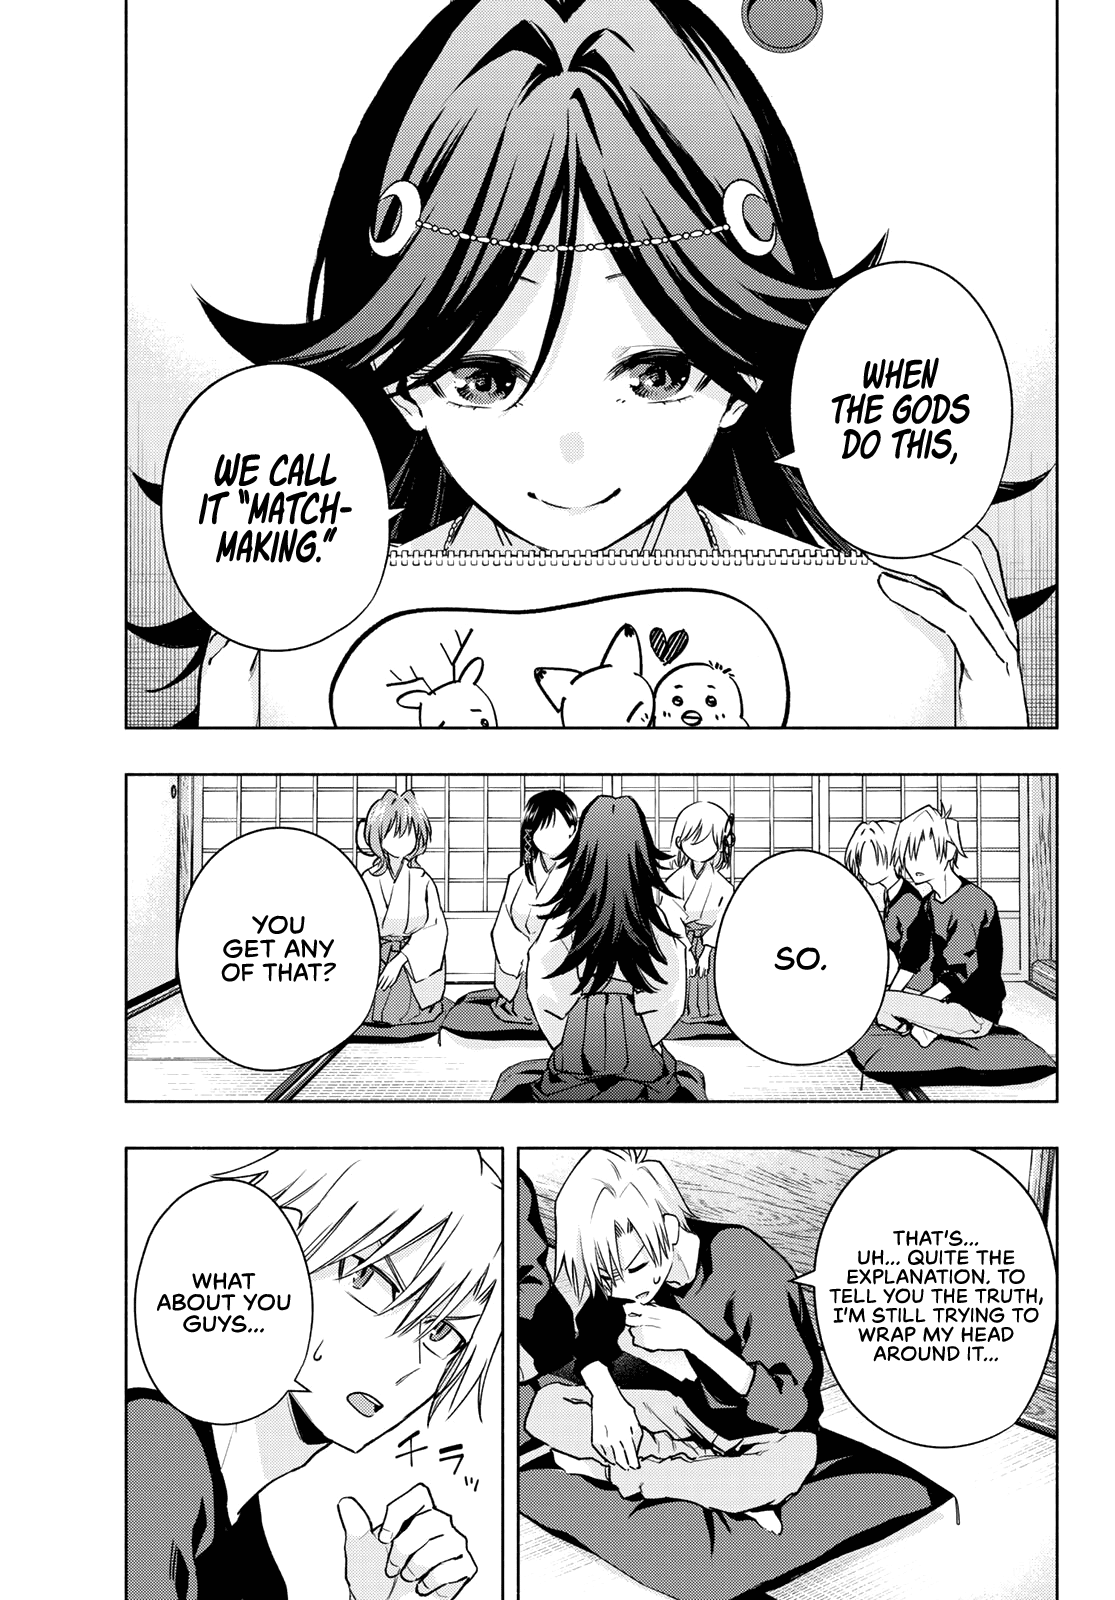 WHEN
THE GODS
DO THIS,
WE CALL
IT "MATCH-
MAKING."
SO.
YOU
GET ANY
OF THAT?
THAT'S...
UH... QUITE THE
EXPLANATION. TO
TELL YOU THE TRUTH,
I'M STILL TRYING TO
WRAP MY HEAD
AROUND IT...
WHAT
ABOUT YOU
GUYS...
チラッ